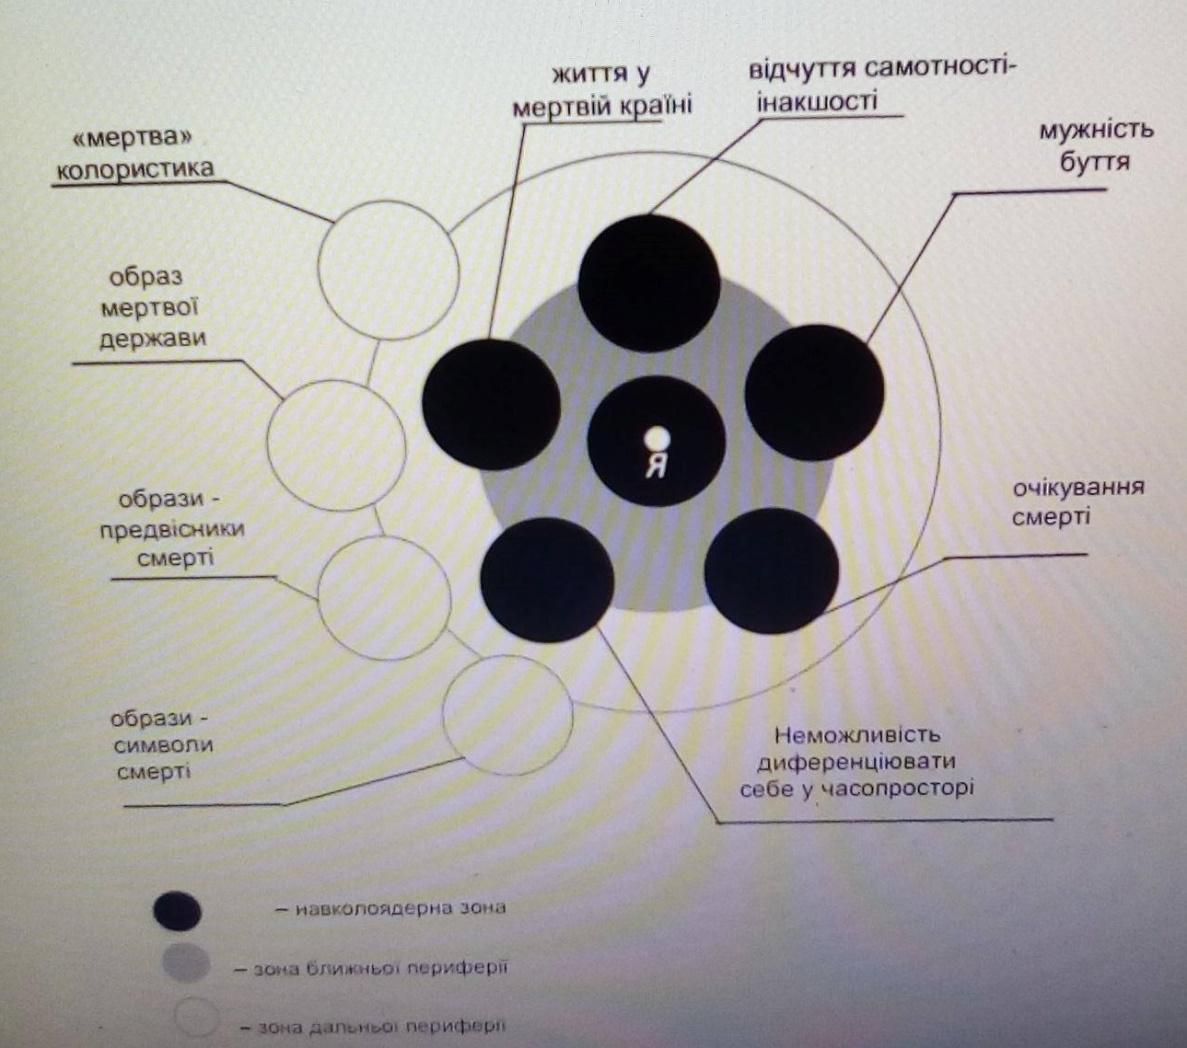 життя у
мертвій країні
відчуття самотності-
інакшості
мужність
буття
«мертва»
колористика
образ
мертвої
держави
образи -
предвісники
смерті
образи -
символи
смерті
Я
очікування
смерті
Неможливість
диференціювати
себе у часопросторі
– навколоядерна зона
– зона ближньої периферії
– зона дальньої периферії